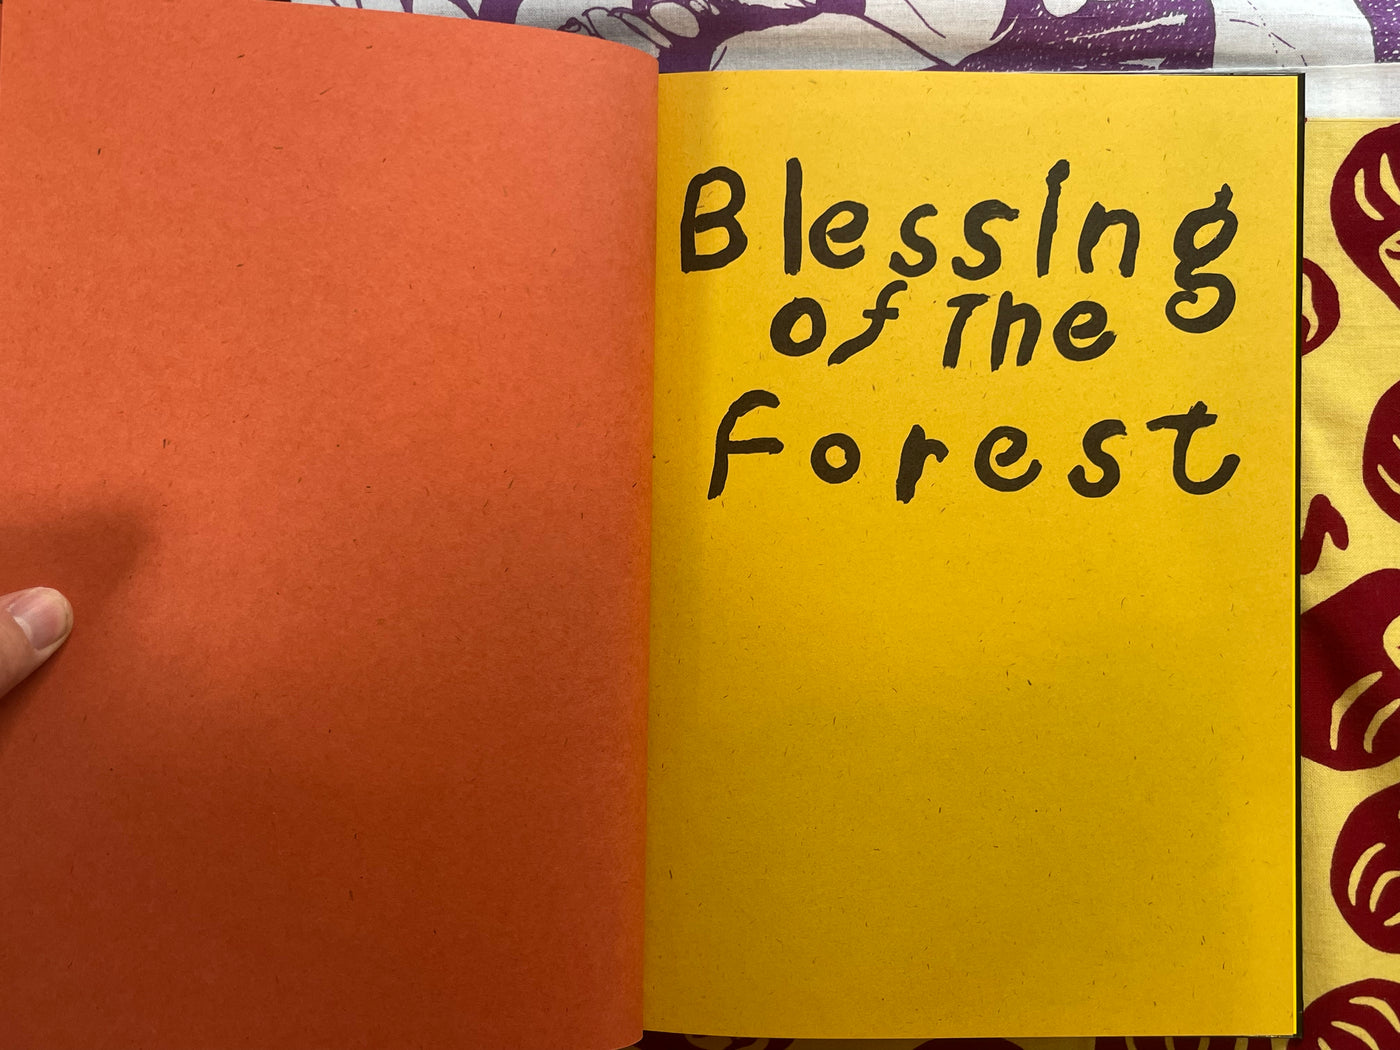 Blessing
of The
Forest